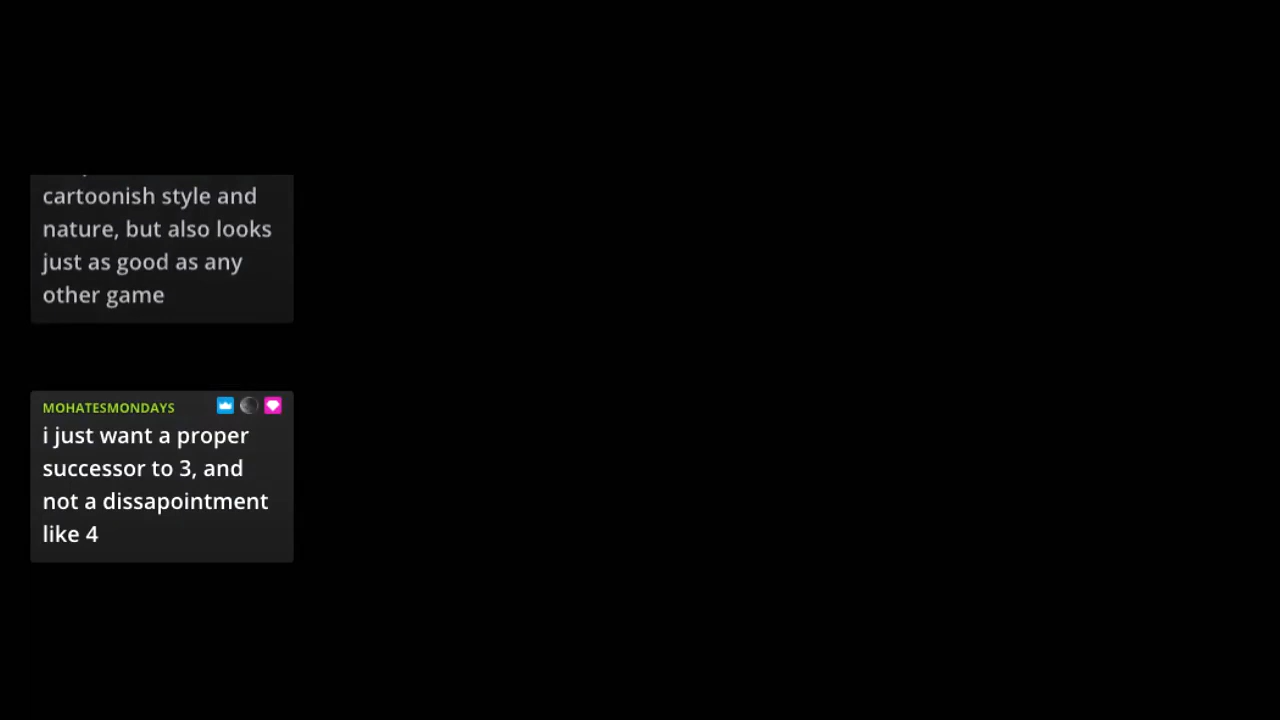 cartoonish style and
nature, but also looks
just as good as any
other game
MOHATESMONDAYS
i just want a proper
successor to 3, and
not a dissapointment
like 4